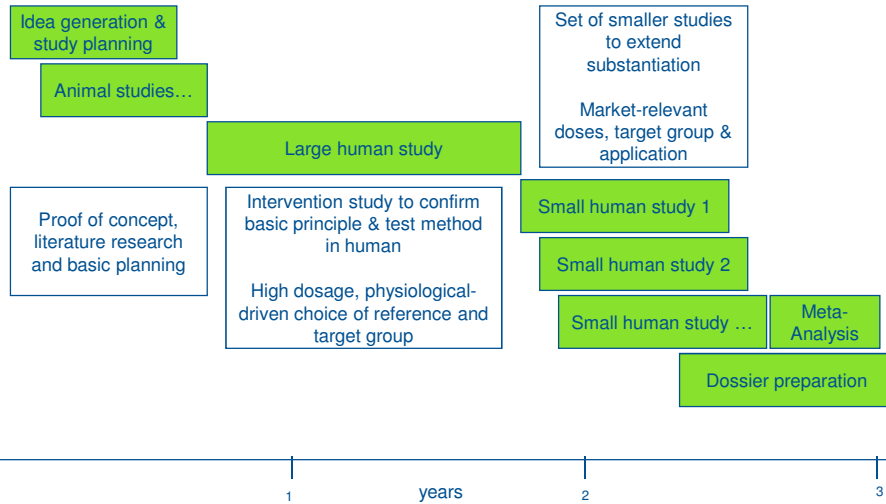 Idea generation &
study planning
Animal studies…
Large human study
Set of smaller studies
to extend
substantiation
Market-relevant
doses, target group &
application
Proof of concept,
literature research
and basic planning
Intervention study to confirm
basic principle & test method
in human
High dosage, physiological-
driven choice of reference and
target group
Small human study 1
Small human study 2
Small human study …
Meta-
Analysis
Dossier preparation
1
years
2
3